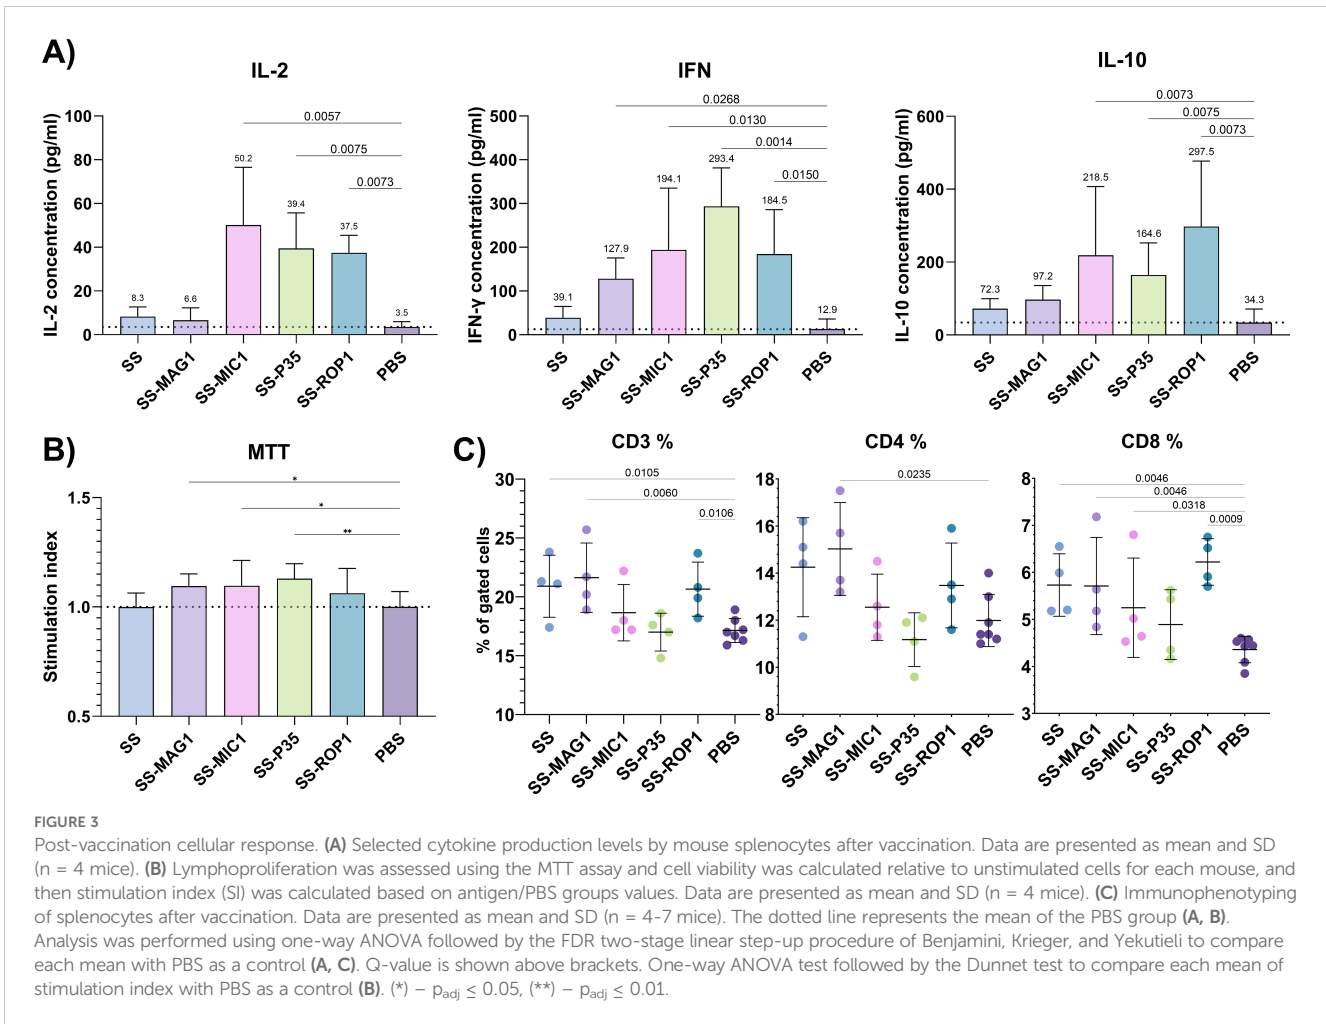 A)
IL-2
IL-2 concentration (pg/ml)
100
80
60
40
20
0
0.0057
0.0075
0.0073
8.3
6.6
50.2
39.4
37.5
3.5
SS
SS-MAG1
SS-MIC1
SS-P35
SS-ROP1
PBS
IFN
IFN-γ concentration (pg/ml)
500
400
300
200
100
0
0.0268
0.0130
0.0014
0.0150
39.1
127.9
194.1
293.4
184.5
12.9
SS
SS-MAG1
SS-MIC1
SS-P35
SS-ROP1
PBS
IL-10
IL-10 concentration (pg/ml)
600
400
200
0
0.0073
0.0075
0.0073
72.3
97.2
218.5
164.6
297.5
34.3
SS
SS-MAG1
SS-MIC1
SS-P35
SS-ROP1
PBS
B)
MTT
Stimulation index
1.5
1.0
0.5
*
*
**
SS
SS-MAG1
SS-MIC1
SS-P35
SS-ROP1
PBS
C)
CD3 %
% of gated cells
30
25
20
15
10
0.0105
0.0060
0.0106
SS
SS-MAG1
SS-MIC1
SS-P35
SS-ROP1
PBS
CD4 %
18
16
14
12
10
8
0.0235
SS
SS-MAG1
SS-MIC1
SS-P35
SS-ROP1
PBS
CD8 %
8
7
6
5
4
3
0.0046
0.0046
0.0318
0.0009
SS
SS-MAG1
SS-MIC1
SS-P35
SS-ROP1
PBS
FIGURE 3
Post-vaccination cellular response. (A) Selected cytokine production levels by mouse splenocytes after vaccination. Data are presented as mean and SD
(n = 4 mice). (B) Lymphoproliferation was assessed using the MTT assay and cell viability was calculated relative to unstimulated cells for each mouse, and
then stimulation index (SI) was calculated based on antigen/PBS groups values. Data are presented as mean and SD (n = 4 mice). (C) Immunophenotyping
of splenocytes after vaccination. Data are presented as mean and SD (n = 4-7 mice). The dotted line represents the mean of the PBS group (A, B).
Analysis was performed using one-way ANOVA followed by the FDR two-stage linear step-up procedure of Benjamini, Krieger, and Yekutieli to compare
each mean with PBS as a control (A, C). Q-value is shown above brackets. One-way ANOVA test followed by the Dunnet test to compare each mean of
stimulation index with PBS as a control (B). (*) – padj ≤ 0.05, (**) – padj ≤ 0.01.